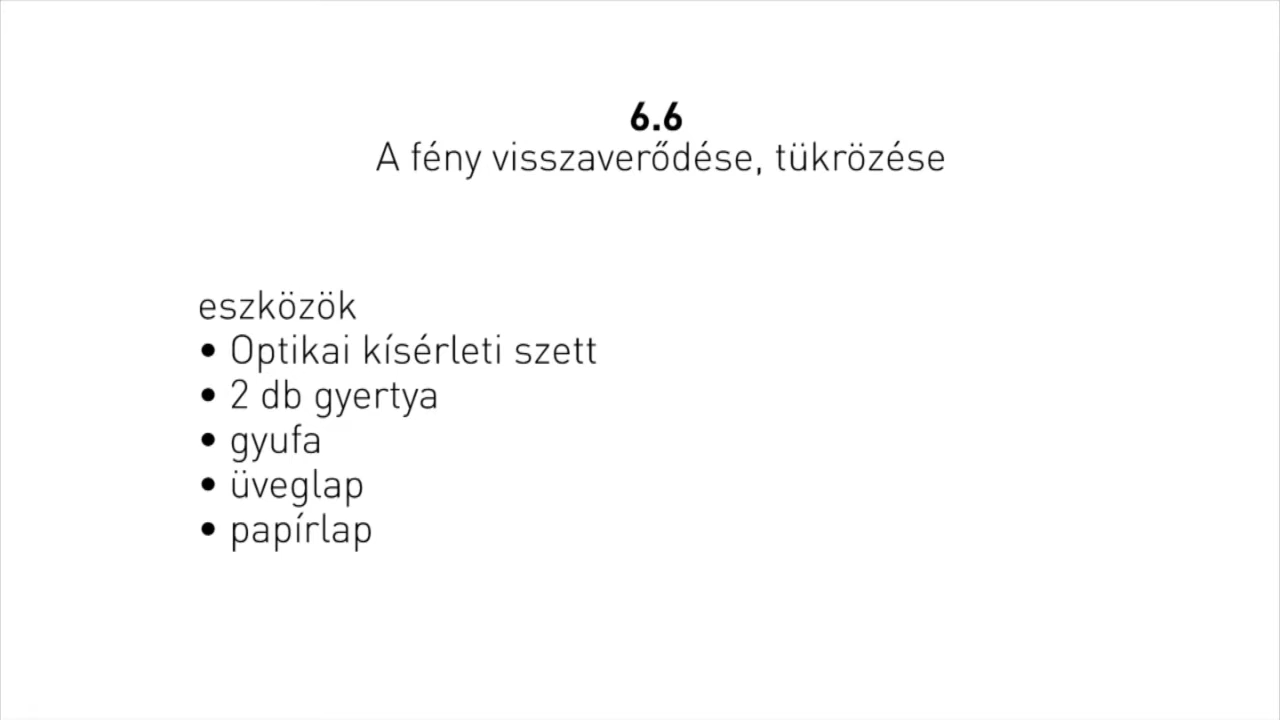 6.6
A fény visszaverődése, tükrözése
eszközök
• Optikai kísérleti szett
• 2 db gyertya
• gyufa
• üveglap
• papírlap